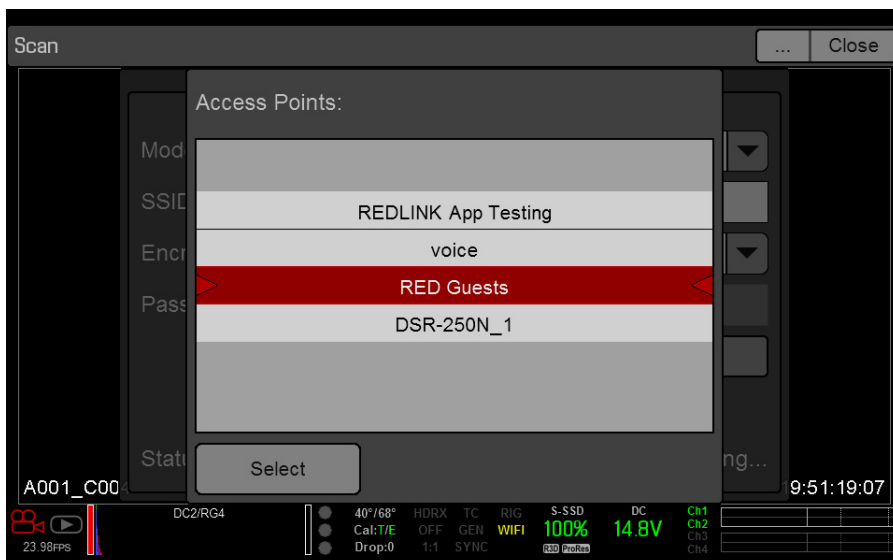 Scan
... Close
Access Points:
REDLINK App Testing
voice
RED Guests
DSR-250N_1
Select
Mod
SSID
Encr
Pass
Stat
ng...
A001_C00
9:51:19:07
23.98FPS
DC2/RG4
40°/68° HDRX TC RIG S-SSD DC Ch1
Cal:T/E OFF GEN WIFI 100% 14.8V Ch2
Drop:0 1:1 SYNC R3D ProRes Ch3
Ch4